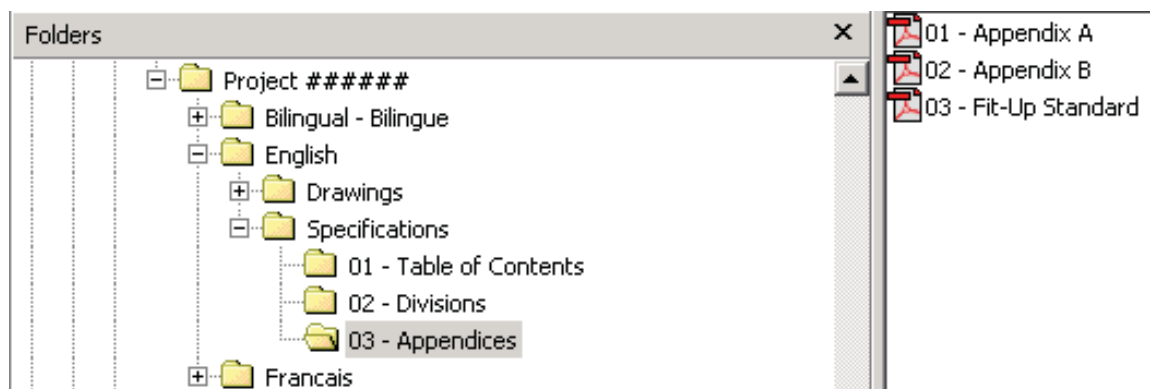 Folders
Project ######
Bilingual - Bilingue
English
Drawings
Specifications
01 - Table of Contents
02 - Divisions
03 - Appendices
Francais
01 - Appendix A
02 - Appendix B
03 - Fit-Up Standard